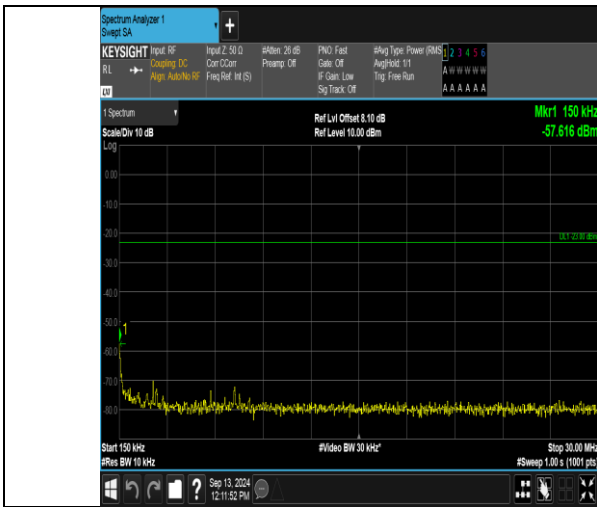 Spectrum Analyzer 1
Swept SA
+
KEYSIGHT
RL
LXI
Input: RF
Coupling: DC
Align: Auto/No RF
Input Z: 50 Ω
Corr CCorr
Freq Ref: Int (S)
#Atten: 26 dB
Preamp: Off
PNO: Fast
Gate: Off
IF Gain: Low
Sig Track: Off
#Avg Type: Power (RMS
Avg|Hold: 1/1
Trig: Free Run
1 2 3 4 5 6
A W W W W W
A A A A A A
1 Spectrum
Scale/Div 10 dB
Log
Ref Lvl Offset 8.10 dB
Ref Level 10.00 dBm
Mkr1 150 kHz
-57.616 dBm
0.00
-10.0
-20.0
DL1 -23.00 dBm
-30.0
-40.0
-50.0
1
-60.0
-70.0
-80.0
Start 150 kHz
#Res BW 10 kHz
#Video BW 30 kHz*
Stop 30.00 MHz
#Sweep 1.00 s (1001 pts)
?
Sep 13, 2024
12:11:52 PM